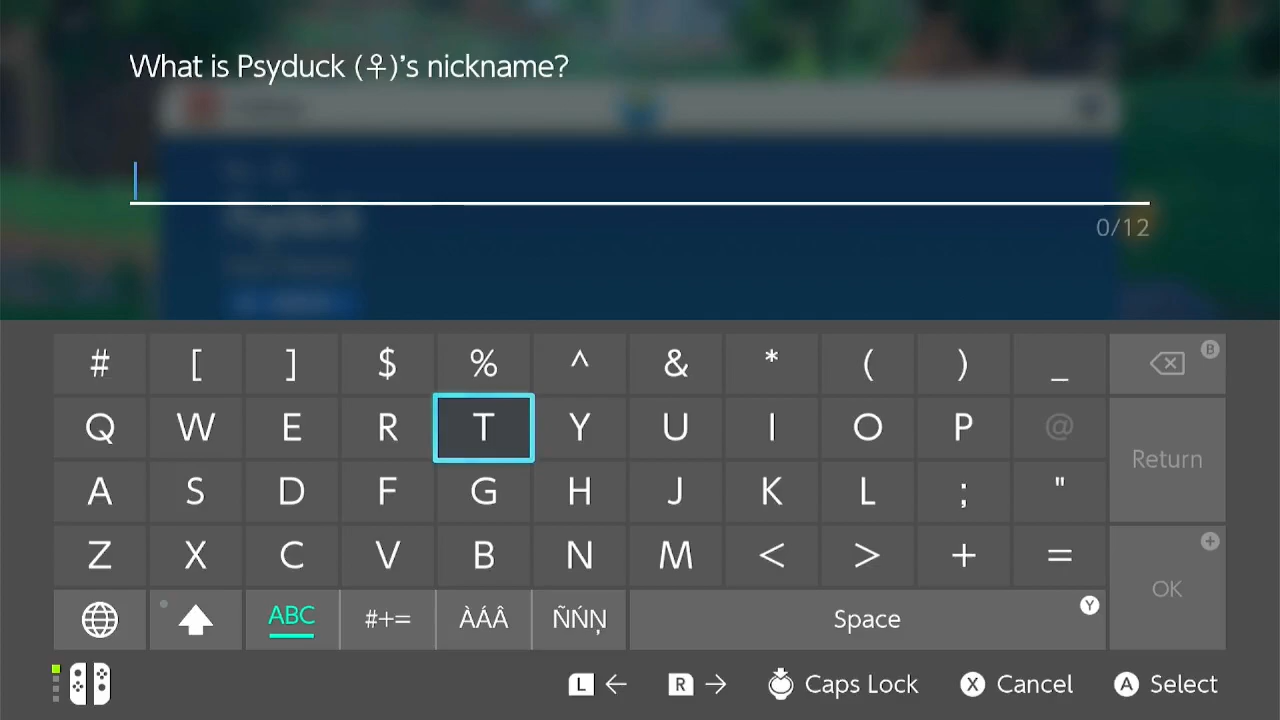 What is Psyduck (♀)'s nickname?
0/12
# [ ] $ % ^ & * ( ) _ B
Q W E R T Y U I O P @
Return
A S D F G H J K L ; "
Z X C V B N M < > + =
OK
ABC #+= ÀÁÂ ÑŃŅ Space Y
L ← R → Caps Lock X Cancel A Select